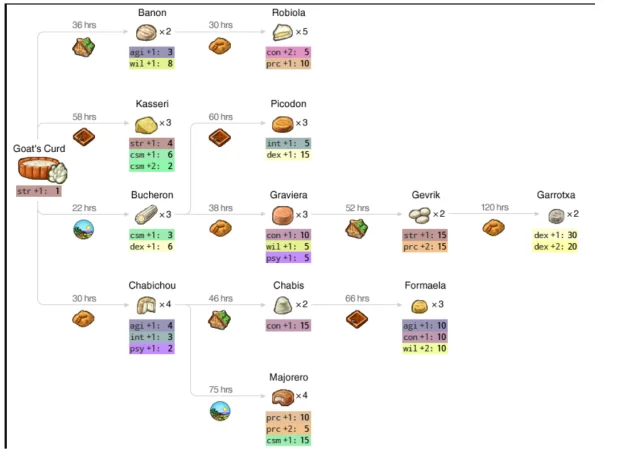 Banon
Robiola
36 hrs
30 hrs
×2
×5
agi +1: 3
wil +1: 8
con +2: 5
prc +1: 10
Kasseri
Picodon
58 hrs
60 hrs
×3
×3
str +1: 4
csm +1: 6
csm +2: 2
int +1: 5
dex +1: 15
Goat's Curd
str +1: 1
Bucheron
Graviera
Gevrik
Garrotxa
22 hrs
38 hrs
52 hrs
120 hrs
×3
×3
×2
×2
csm +1: 3
dex +1: 6
con +1: 10
wil +1: 5
psy +1: 5
str +1: 15
prc +2: 15
dex +1: 30
dex +2: 20
Chabichou
Chabis
Formaela
30 hrs
46 hrs
66 hrs
×4
×2
×3
agi +1: 4
int +1: 3
psy +1: 2
con +1: 15
agi +1: 10
con +1: 10
wil +2: 10
Majorero
75 hrs
×4
prc +1: 10
prc +2: 5
csm +1: 15